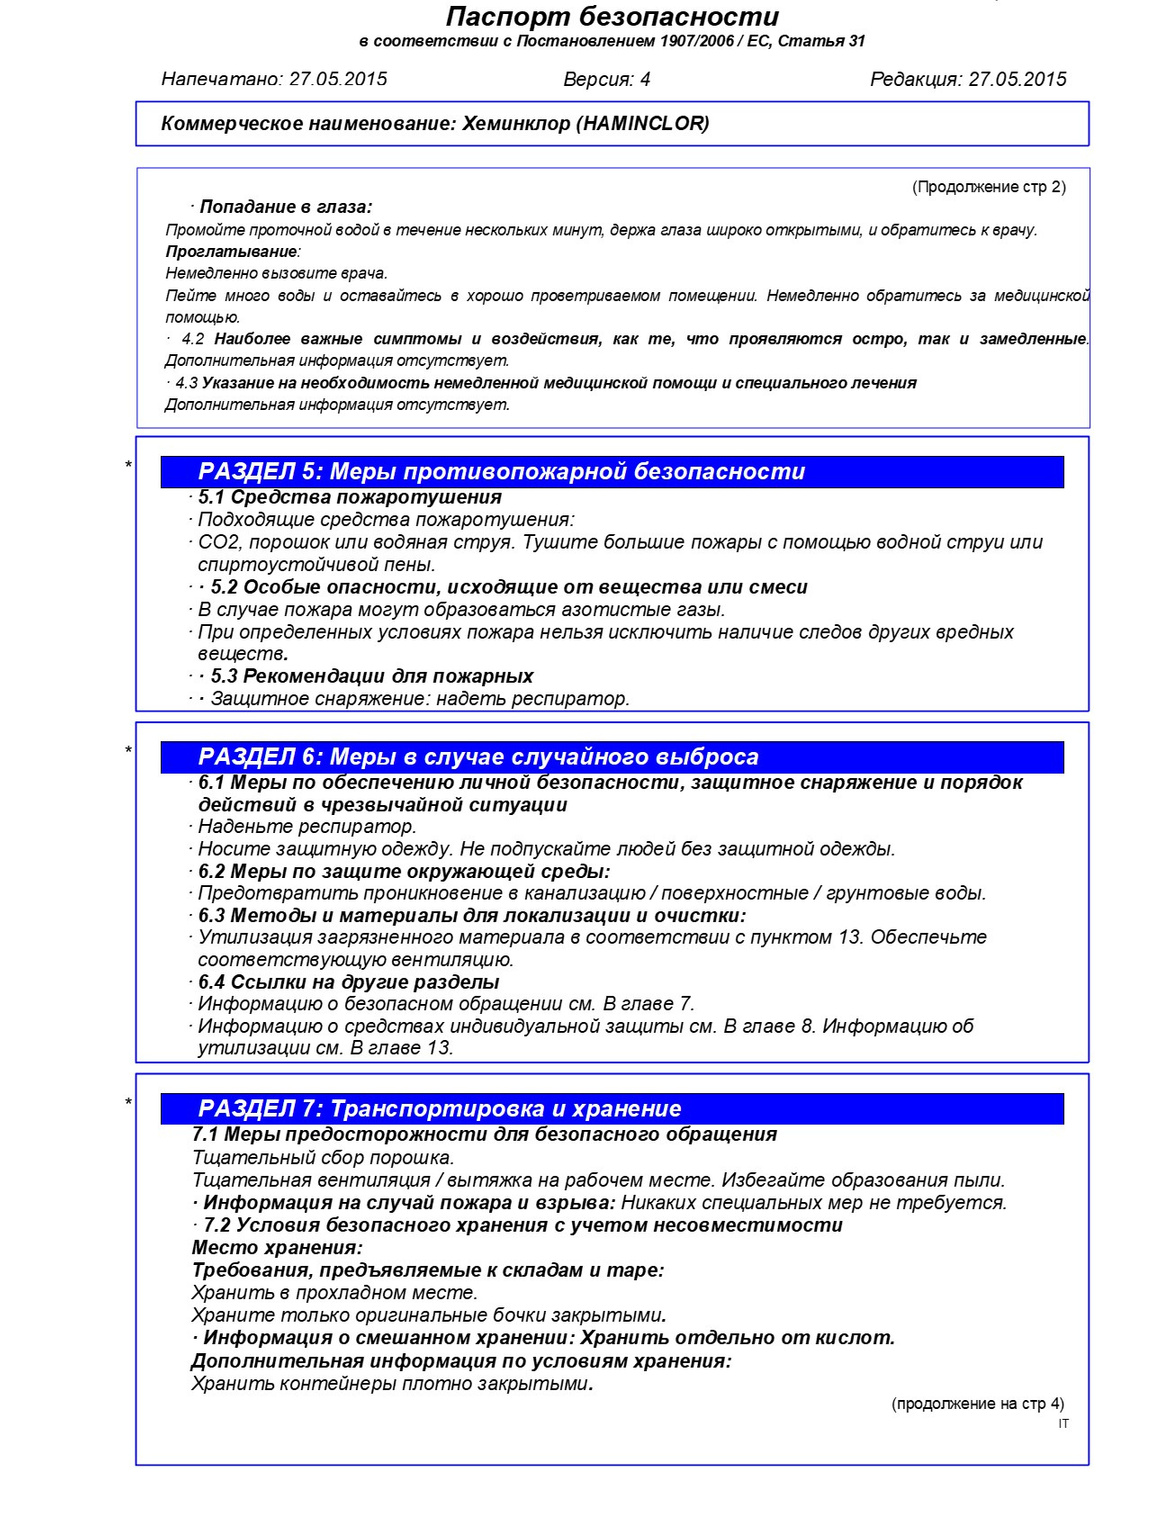 Паспорт безопасности
в соответствии с Постановлением 1907/2006 / ЕС, Статья 31
Напечатано: 27.05.2015 Версия: 4 Редакция: 27.05.2015
Коммерческое наименование: Хеминклор (HAMINCLOR)
(Продолжение стр 2)
· Попадание в глаза:
Промойте проточной водой в течение нескольких минут, держа глаза широко открытыми, и обратитесь к врачу.
Проглатывание:
Немедленно вызовите врача.
Пейте много воды и оставайтесь в хорошо проветриваемом помещении. Немедленно обратитесь за медицинской
помощью.
· 4.2 Наиболее важные симптомы и воздействия, как те, что проявляются остро, так и замедленные.
Дополнительная информация отсутствует.
· 4.3 Указание на необходимость немедленной медицинской помощи и специального лечения
Дополнительная информация отсутствует.
* РАЗДЕЛ 5: Меры противопожарной безопасности
· 5.1 Средства пожаротушения
· Подходящие средства пожаротушения:
· CO2, порошок или водяная струя. Тушите большие пожары с помощью водной струи или
спиртоустойчивой пены.
· · 5.2 Особые опасности, исходящие от вещества или смеси
· В случае пожара могут образоваться азотистые газы.
· При определенных условиях пожара нельзя исключить наличие следов других вредных
веществ.
· · 5.3 Рекомендации для пожарных
· · Защитное снаряжение: надеть респиратор.
* РАЗДЕЛ 6: Меры в случае случайного выброса
· 6.1 Меры по обеспечению личной безопасности, защитное снаряжение и порядок
действий в чрезвычайной ситуации
· Наденьте респиратор.
· Носите защитную одежду. Не подпускайте людей без защитной одежды.
· 6.2 Меры по защите окружающей среды:
· Предотвратить проникновение в канализацию / поверхностные / грунтовые воды.
· 6.3 Методы и материалы для локализации и очистки:
· Утилизация загрязненного материала в соответствии с пунктом 13. Обеспечьте
соответствующую вентиляцию.
· 6.4 Ссылки на другие разделы
· Информацию о безопасном обращении см. В главе 7.
· Информацию о средствах индивидуальной защиты см. В главе 8. Информацию об
утилизации см. В главе 13.
* РАЗДЕЛ 7: Транспортировка и хранение
7.1 Меры предосторожности для безопасного обращения
Тщательный сбор порошка.
Тщательная вентиляция / вытяжка на рабочем месте. Избегайте образования пыли.
· Информация на случай пожара и взрыва: Никаких специальных мер не требуется.
· 7.2 Условия безопасного хранения с учетом несовместимости
Место хранения:
Требования, предъявляемые к складам и таре:
Хранить в прохладном месте.
Храните только оригинальные бочки закрытыми.
· Информация о смешанном хранении: Хранить отдельно от кислот.
Дополнительная информация по условиям хранения:
Хранить контейнеры плотно закрытыми.
(продолжение на стр 4)
IT